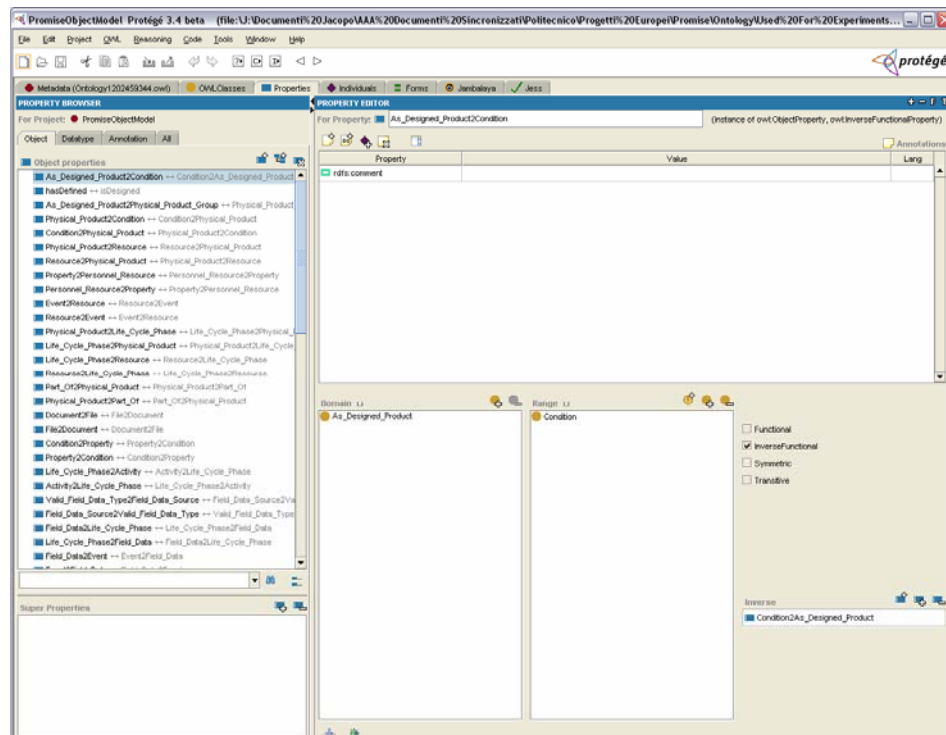 PromiseObjectModel Protégé 3.4 beta (file:\J:\Documenti%20Jacopo\AAA%20Documenti%20Sincronizzati\Politecnico\Progetti%20Europei\Promise\Ontology\Used%20For%20Experiments...
File Edit Project OWL Reasoning Code Tools Window Help
protégé
Metadata (Ontology1202459344.owl) OWLClasses Properties Individuals Forms Jambalaya Jess
PROPERTY BROWSER
For Project: PromiseObjectModel
Object Datatype Annotation All
Object properties
As_Designed_Product2Condition ↔ Condition2As_Designed_Product
hasDefined ↔ isDesigned
As_Designed_Product2Physical_Product_Group ↔ Physical_Product
Physical_Product2Condition ↔ Condition2Physical_Product
Condition2Physical_Product ↔ Physical_Product2Condition
Physical_Product2Resource ↔ Resource2Physical_Product
Resource2Physical_Product ↔ Physical_Product2Resource
Property2Personnel_Resource ↔ Personnel_Resource2Property
Personnel_Resource2Property ↔ Property2Personnel_Resource
Event2Resource ↔ Resource2Event
Resource2Event ↔ Event2Resource
Physical_Product2Life_Cycle_Phase ↔ Life_Cycle_Phase2Physical_
Life_Cycle_Phase2Physical_Product ↔ Physical_Product2Life_Cycle_
Life_Cycle_Phase2Resource ↔ Resource2Life_Cycle_Phase
Resource2Life_Cycle_Phase ↔ Life_Cycle_Phase2Resource
Part_Of2Physical_Product ↔ Physical_Product2Part_Of
Physical_Product2Part_Of ↔ Part_Of2Physical_Product
Document2File ↔ File2Document
File2Document ↔ Document2File
Condition2Property ↔ Property2Condition
Property2Condition ↔ Condition2Property
Life_Cycle_Phase2Activity ↔ Activity2Life_Cycle_Phase
Activity2Life_Cycle_Phase ↔ Life_Cycle_Phase2Activity
Valid_Field_Data_Type2Field_Data_Source ↔ Field_Data_Source2Va
Field_Data_Source2Valid_Field_Data_Type ↔ Valid_Field_Data_Type
Field_Data2Life_Cycle_Phase ↔ Life_Cycle_Phase2Field_Data
Life_Cycle_Phase2Field_Data ↔ Field_Data2Life_Cycle_Phase
Field_Data2Event ↔ Event2Field_Data
Super Properties
PROPERTY EDITOR
For Property: As_Designed_Product2Condition (instance of owl:ObjectProperty, owl:InverseFunctionalProperty)
Annotations
Property Value Lang
rdfs:comment
Domain ⊔
As_Designed_Product
Range ⊔
Condition
Functional
InverseFunctional
Symmetric
Transitive
Inverse
Condition2As_Designed_Product